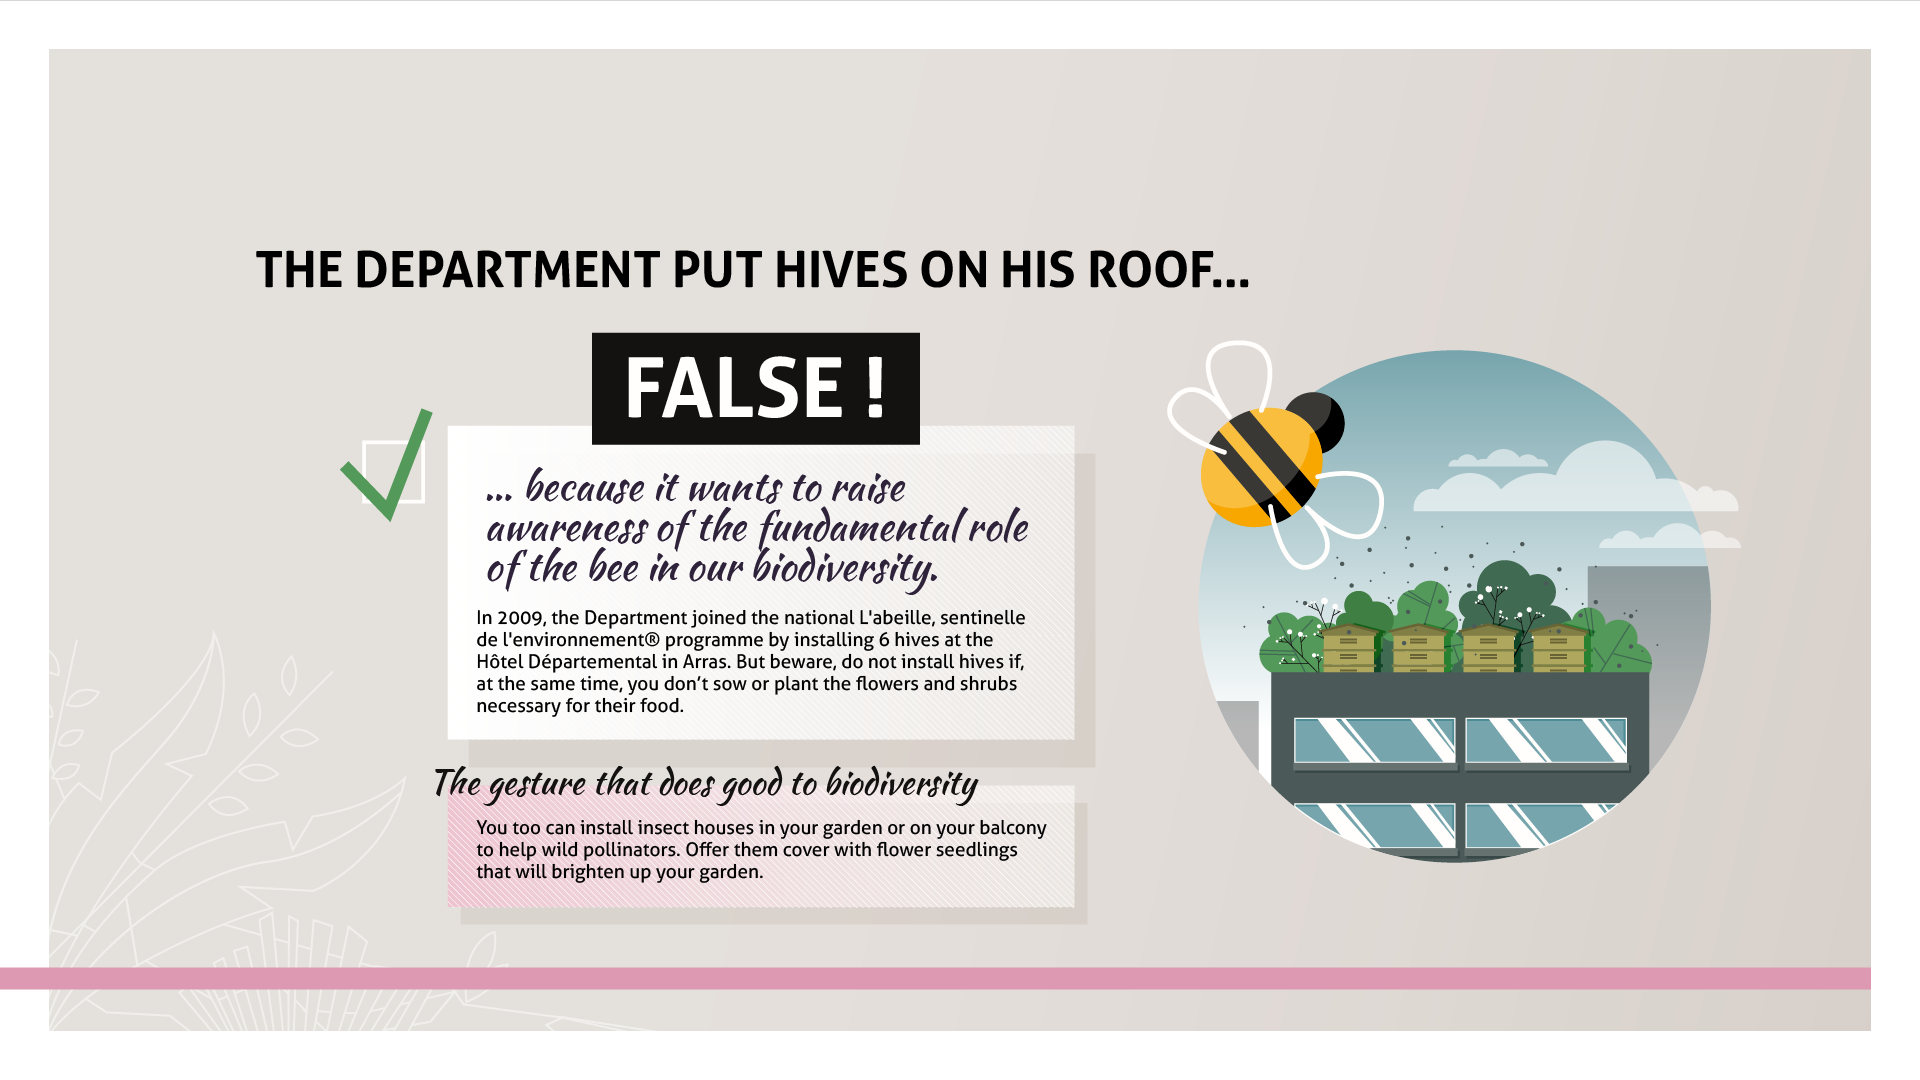 THE DEPARTMENT PUT HIVES ON HIS ROOF...
FALSE !
... because it wants to raise
awareness of the fundamental role
of the bee in our biodiversity.
In 2009, the Department joined the national L'abeille, sentinelle
de l'environnement® programme by installing 6 hives at the
Hôtel Départemental in Arras. But beware, do not install hives if,
at the same time, you don’t sow or plant the flowers and shrubs
necessary for their food.
The gesture that does good to biodiversity
You too can install insect houses in your garden or on your balcony
to help wild pollinators. Offer them cover with flower seedlings
that will brighten up your garden.